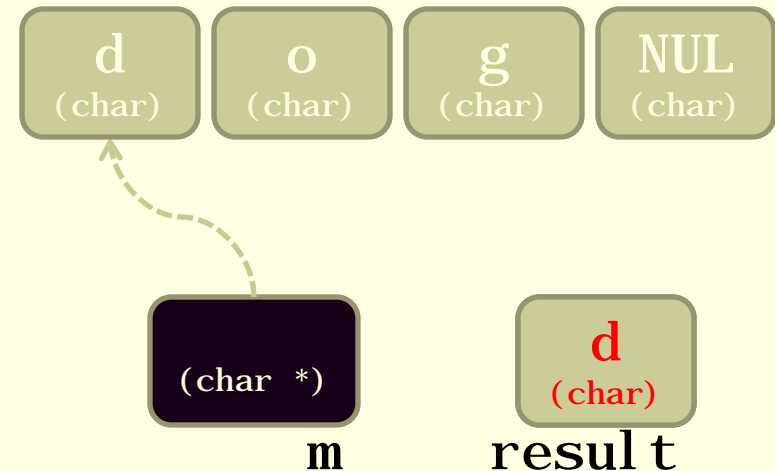 d o g NUL
(char) (char) (char) (char)
d
(char *) (char)
m result